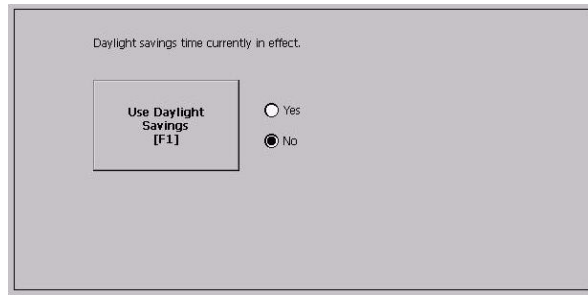 Daylight savings time currently in effect.
Use Daylight
Savings
[F1]
Yes
No